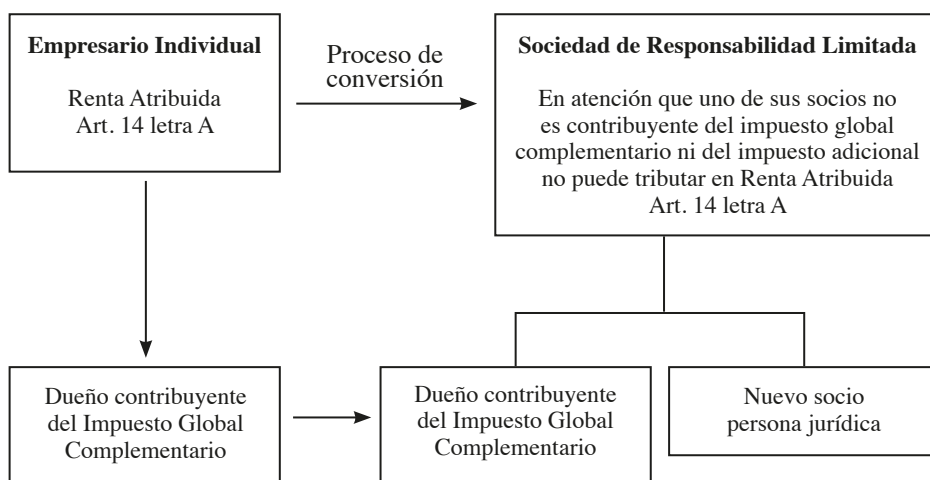 Empresario Individual
Renta Atribuida
Art. 14 letra A
Proceso de
conversión
Sociedad de Responsabilidad Limitada
En atención que uno de sus socios no
es contribuyente del impuesto global
complementario ni del impuesto adicional
no puede tributar en Renta Atribuida
Art. 14 letra A
Dueño contribuyente
del Impuesto Global
Complementario
Dueño contribuyente
del Impuesto Global
Complementario
Nuevo socio
persona jurídica